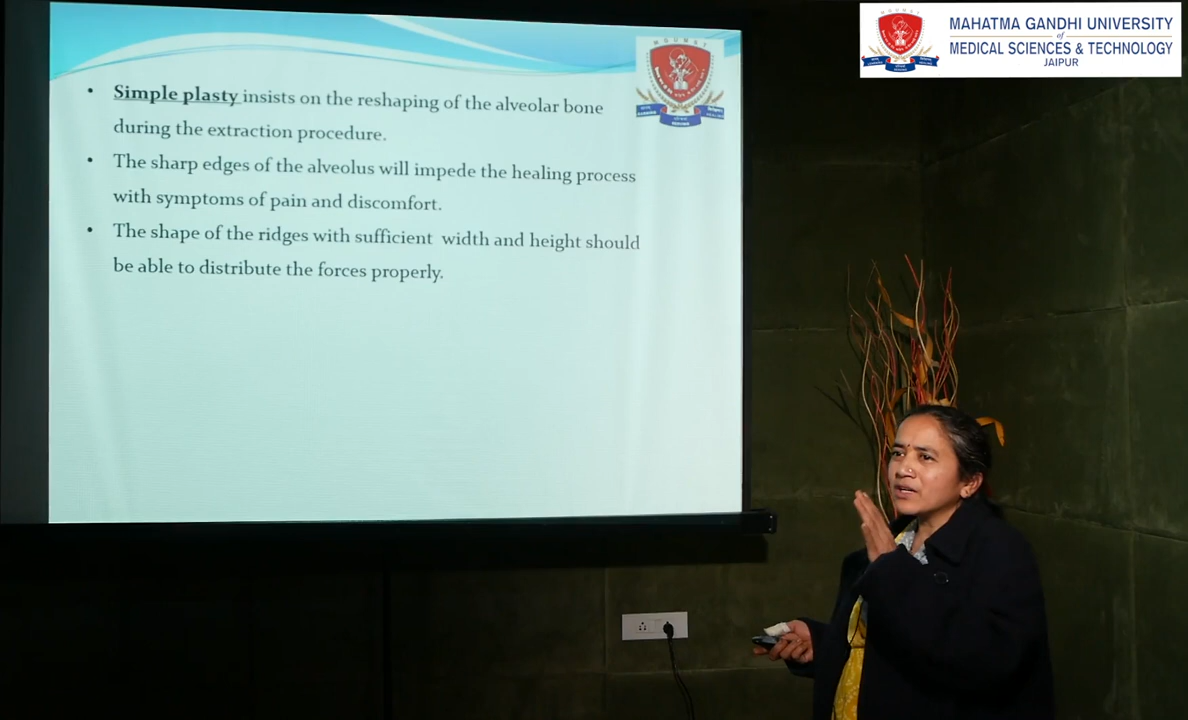 MAHATMA GANDHI UNIVERSITY
of
MEDICAL SCIENCES & TECHNOLOGY
JAIPUR
MGUMST
• Simple plasty insists on the reshaping of the alveolar bone
during the extraction procedure.
• The sharp edges of the alveolus will impede the healing process
with symptoms of pain and discomfort.
• The shape of the ridges with sufficient width and height should
be able to distribute the forces properly.